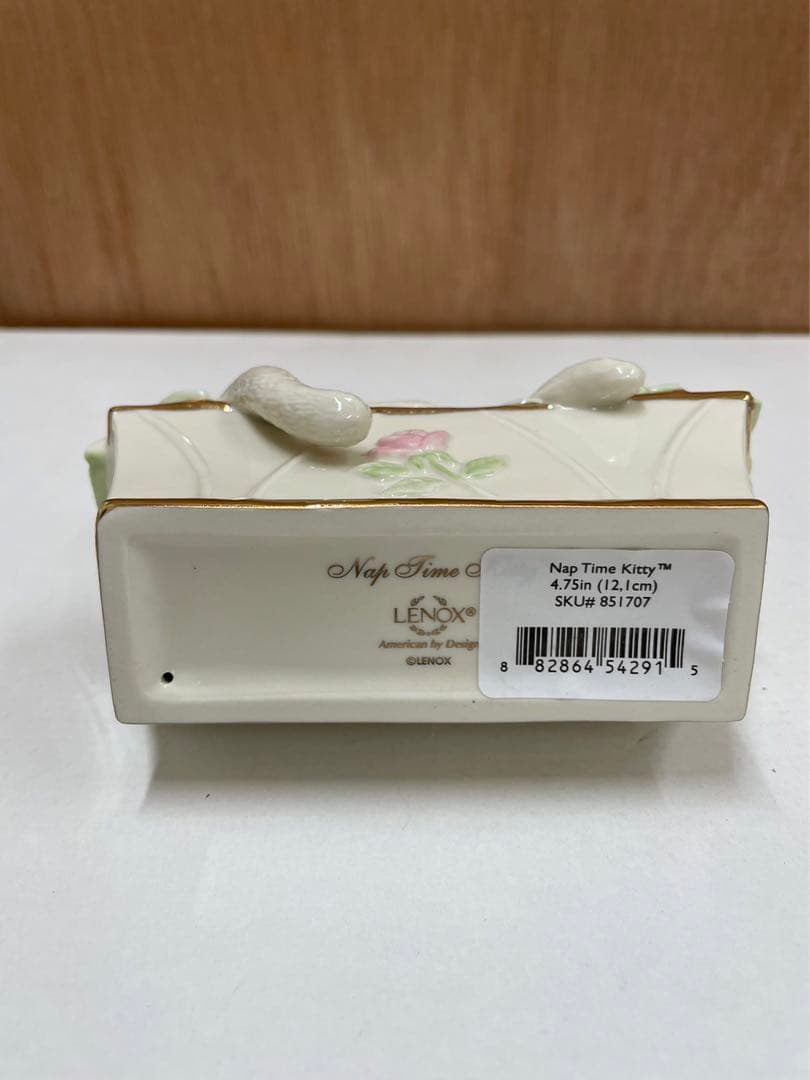 Nap Time
LENOX®
American by Design
©LENOX
Nap Time Kitty™
4.75in (12,1cm)
SKU# 851707
8 82864 54291 5